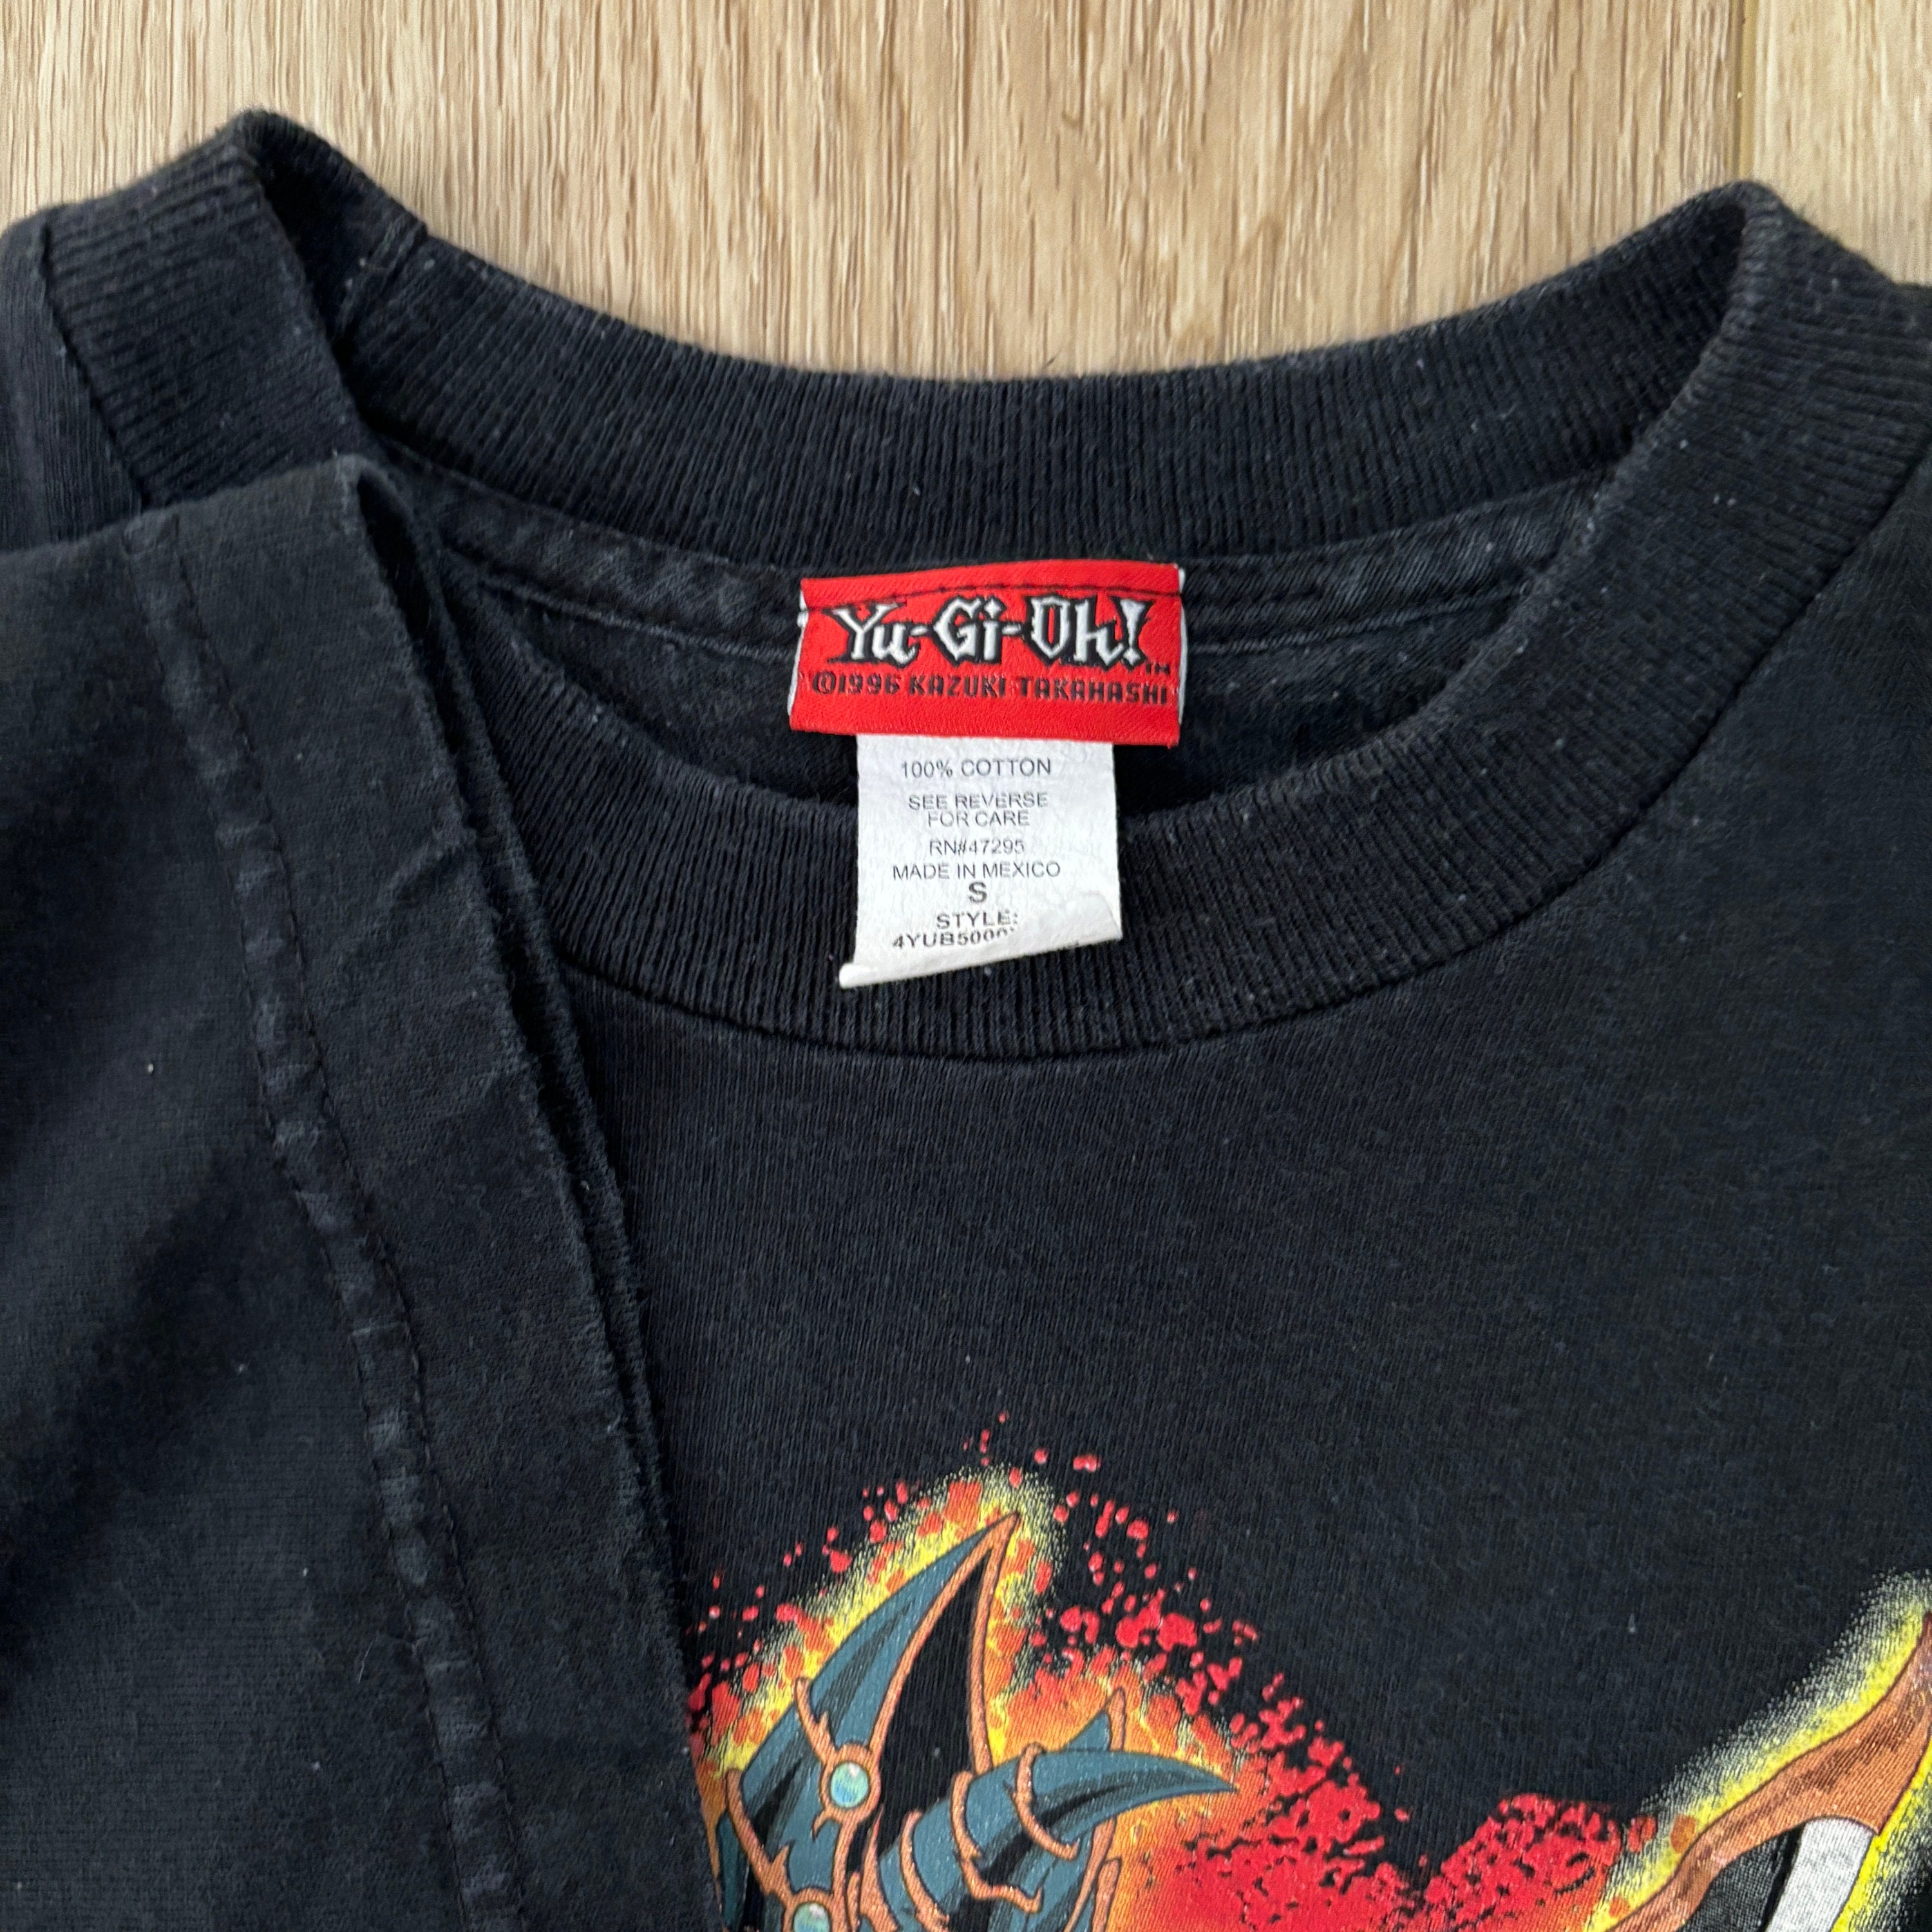 Yu-Gi-Oh!™
©1996 KAZUKI TAKAHASHI
100% COTTON
SEE REVERSE
FOR CARE
RN#47295
MADE IN MEXICO
S
STYLE: